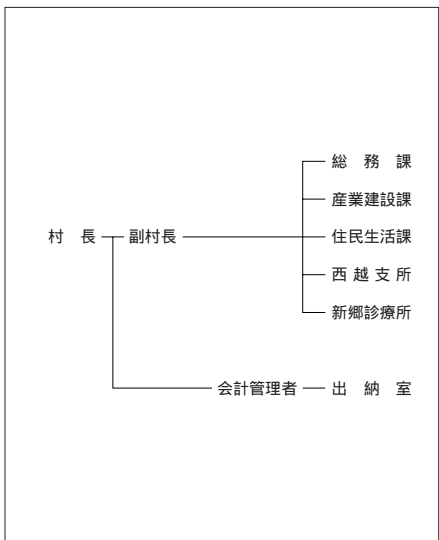 総務課
産業建設課
村長 副村長 住民生活課
西越支所
新郷診療所
会計管理者 出納室